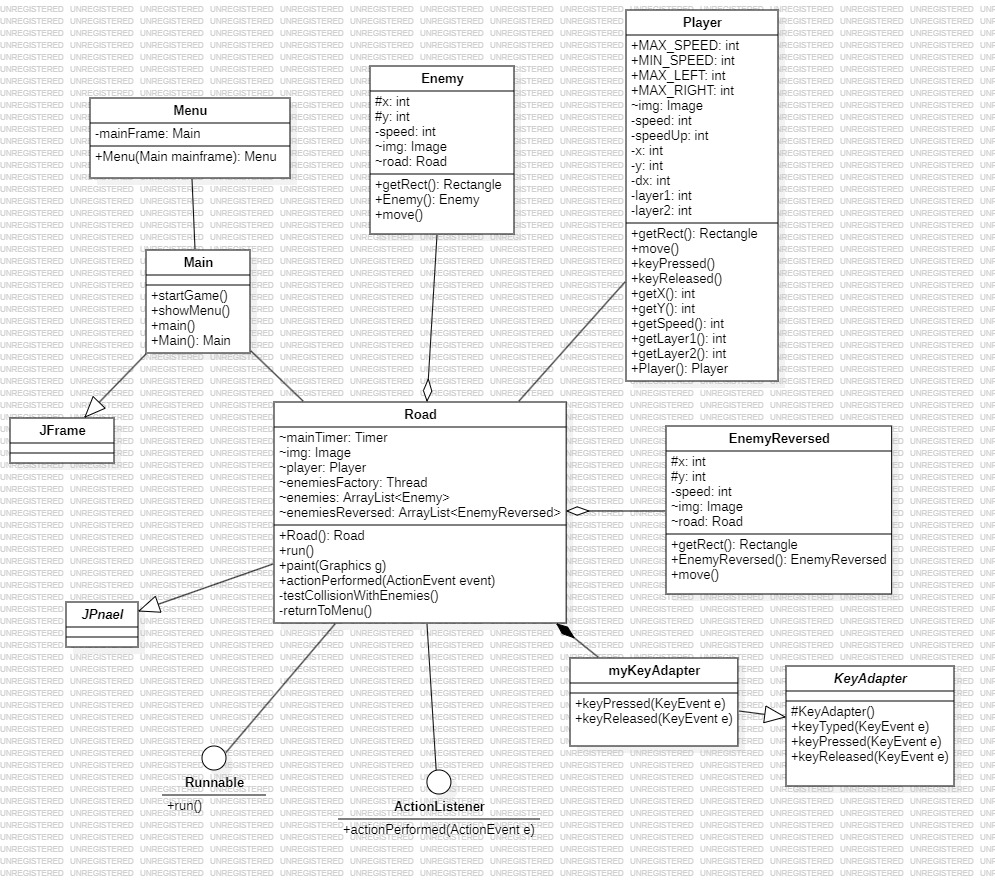 Player
+MAX_SPEED: int
+MIN_SPEED: int
+MAX_LEFT: int
+MAX_RIGHT: int
~img: Image
-speed: int
-speedUp: int
-x: int
-y: int
-dx: int
-layer1: int
-layer2: int
+getRect(): Rectangle
+move()
+keyPressed()
+keyReleased()
+getX(): int
+getY(): int
+getSpeed(): int
+getLayer1(): int
+getLayer2(): int
+Player(): Player
Enemy
#x: int
#y: int
-speed: int
~img: Image
~road: Road
+getRect(): Rectangle
+Enemy(): Enemy
+move()
Menu
-mainFrame: Main
+Menu(Main mainframe): Menu
Main
+startGame()
+showMenu()
+main()
+Main(): Main
JFrame
Road
~mainTimer: Timer
~img: Image
~player: Player
~enemiesFactory: Thread
~enemies: ArrayList<Enemy>
~enemiesReversed: ArrayList<EnemyReversed>
+Road(): Road
+run()
+paint(Graphics g)
+actionPerformed(ActionEvent event)
-testCollisionWithEnemies()
-returnToMenu()
EnemyReversed
#x: int
#y: int
-speed: int
~img: Image
~road: Road
+getRect(): Rectangle
+EnemyReversed(): EnemyReversed
+move()
JPnael
myKeyAdapter
+keyPressed(KeyEvent e)
+keyReleased(KeyEvent e)
KeyAdapter
#KeyAdapter()
+keyTyped(KeyEvent e)
+keyPressed(KeyEvent e)
+keyReleased(KeyEvent e)
Runnable
+run()
ActionListener
+actionPerformed(ActionEvent e)
UNREGISTERED